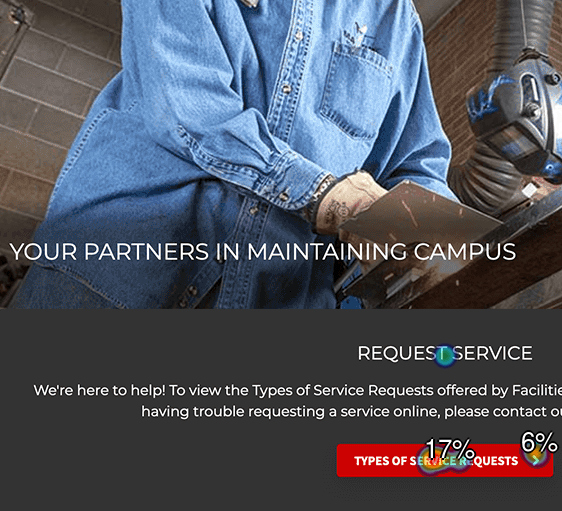 YOUR PARTNERS IN MAINTAINING CAMPUS
REQUEST SERVICE
We're here to help! To view the Types of Service Requests offered by Facilitie
having trouble requesting a service online, please contact ou
17%
6%
TYPES OF SERVICE REQUESTS